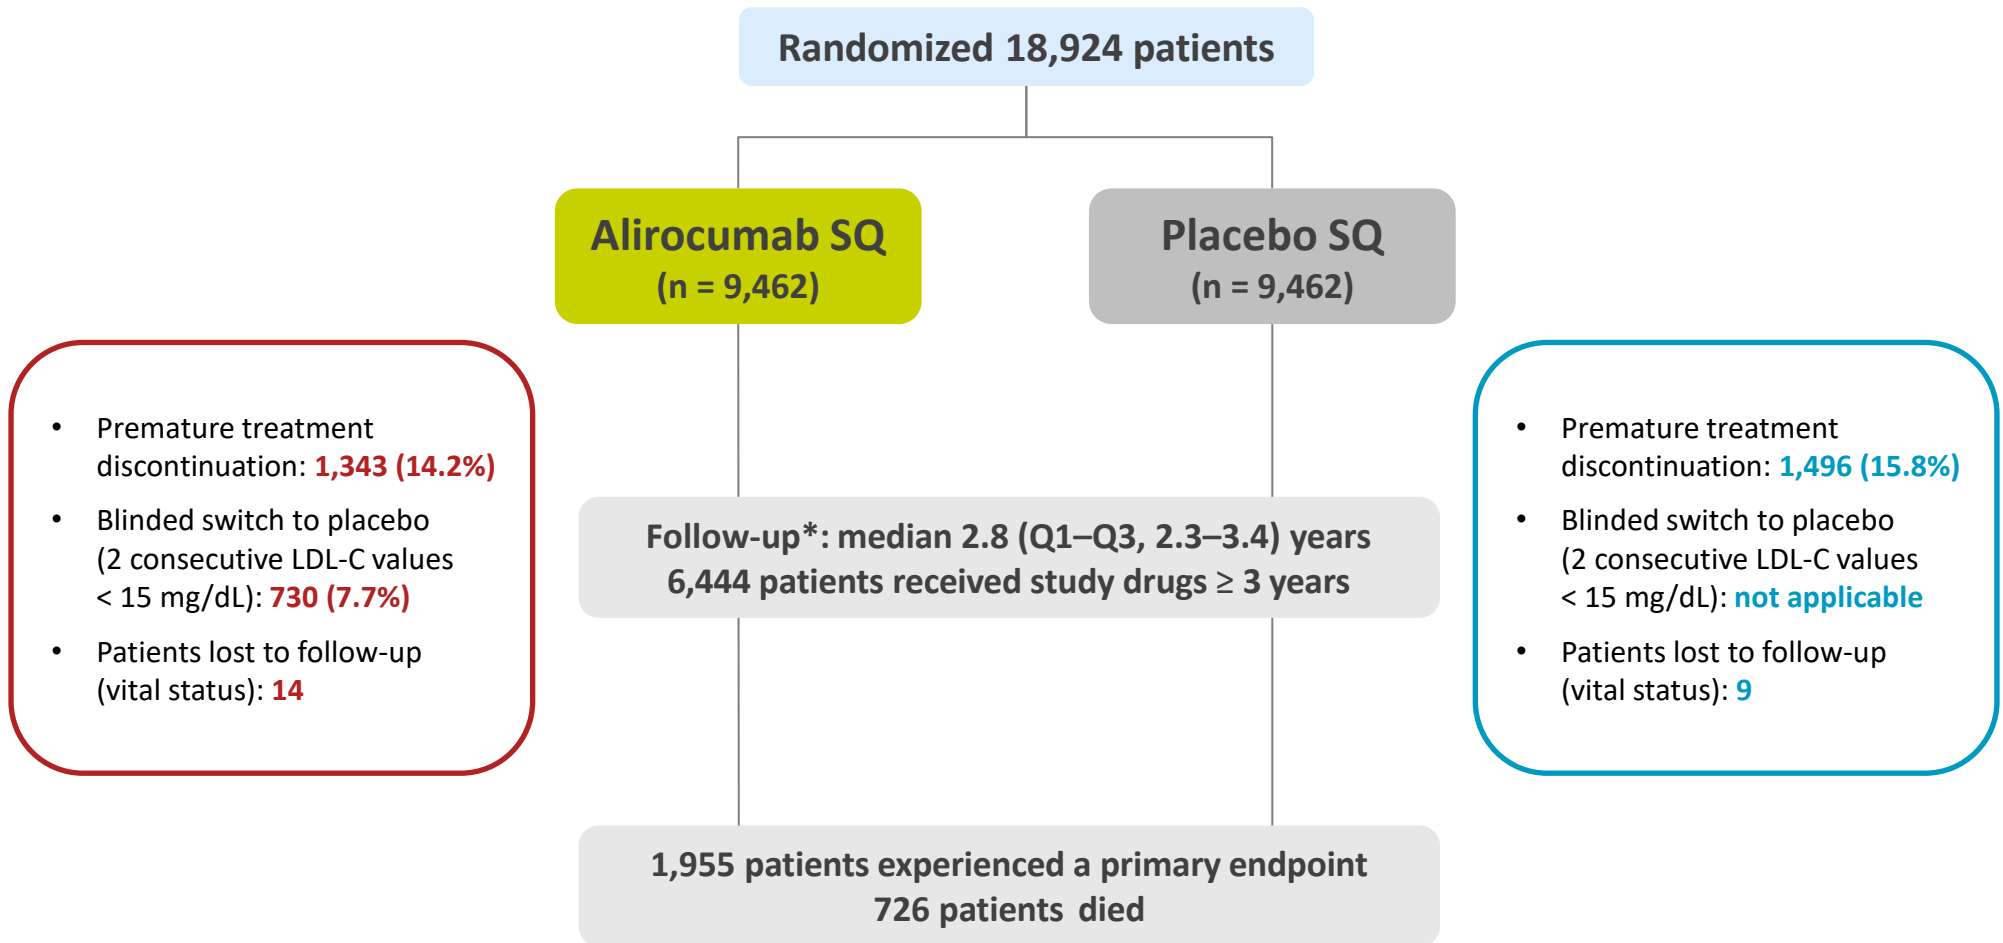 Randomized 18,924 patients
Alirocumab SQ
(n = 9,462)
Placebo SQ
(n = 9,462)
• Premature treatment
discontinuation: 1,343 (14.2%)
• Blinded switch to placebo
(2 consecutive LDL-C values
< 15 mg/dL): 730 (7.7%)
• Patients lost to follow-up
(vital status): 14
Follow-up*: median 2.8 (Q1–Q3, 2.3–3.4) years
6,444 patients received study drugs ≥ 3 years
• Premature treatment
discontinuation: 1,496 (15.8%)
• Blinded switch to placebo
(2 consecutive LDL-C values
< 15 mg/dL): not applicable
• Patients lost to follow-up
(vital status): 9
1,955 patients experienced a primary endpoint
726 patients died